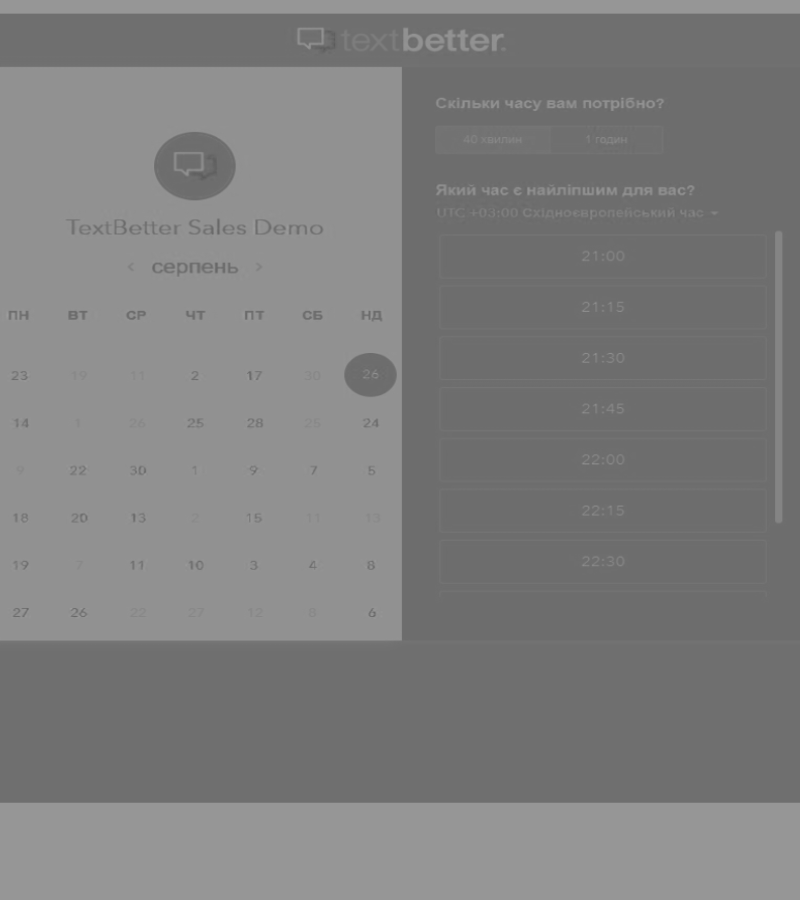 textbetter.
TextBetter Sales Demo
‹ серпень ›
ПН ВТ СР ЧТ ПТ СБ НД
23 19 11 2 17 30 26
14 1 26 25 28 25 24
9 22 30 1 9 7 5
18 20 13 2 15 11 13
19 7 11 10 3 4 8
27 26 22 27 12 8 6
Скільки часу вам потрібно?
40 хвилин 1 годин
Який час є найліпшим для вас?
UTC +03:00 Східноєвропейський час
21:00
21:15
21:30
21:45
22:00
22:15
22:30